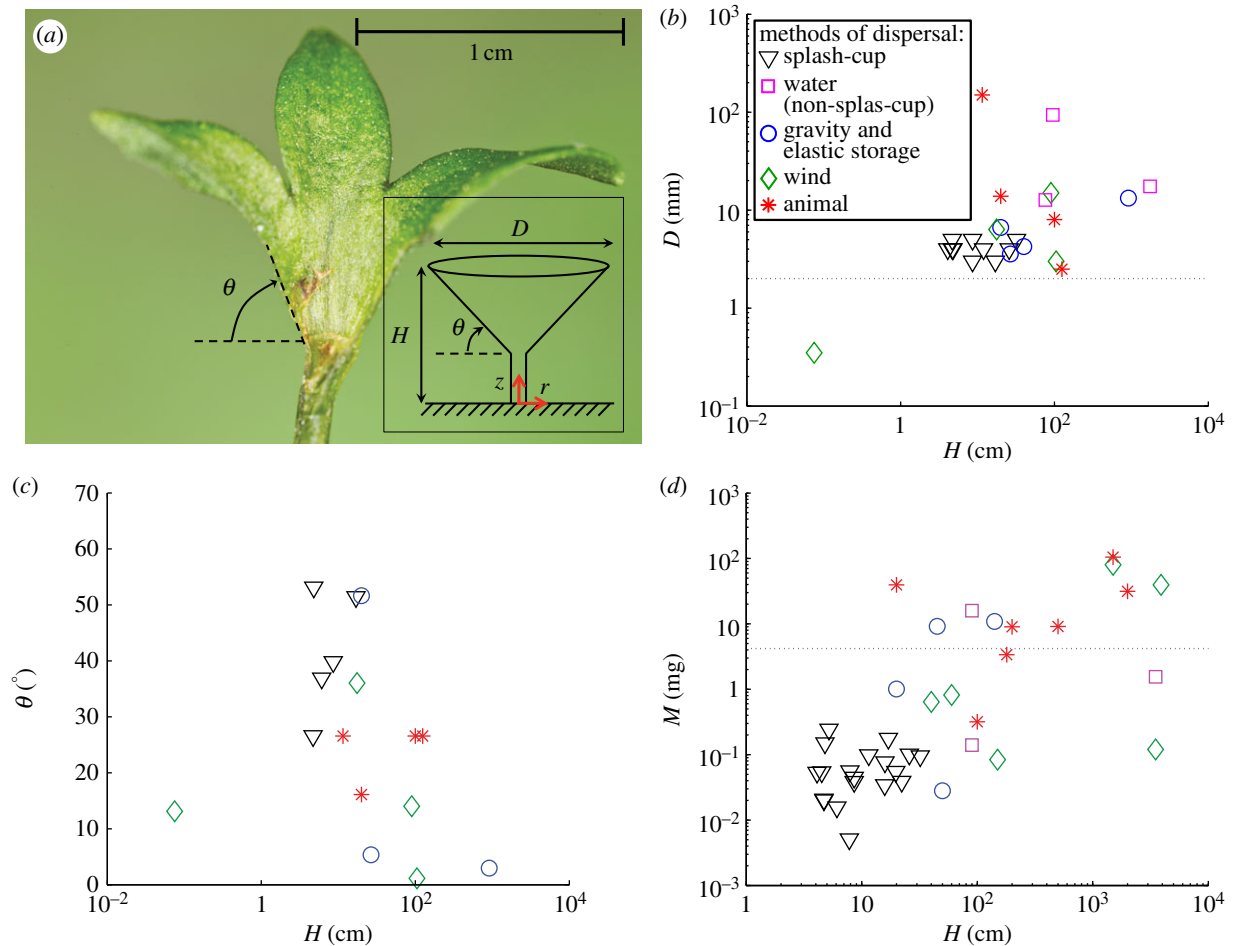 (a)
1 cm
θ
D
H
θ
z
r
(b)
methods of dispersal:
splash-cup
water
(non-splas-cup)
gravity and
elastic storage
wind
animal
10³
10²
10
1
10⁻¹
D (mm)
10⁻²
1
10²
10⁴
H (cm)
(c)
70
60
50
40
30
20
10
0
θ (°)
10⁻²
1
10²
10⁴
H (cm)
(d)
10³
10²
10
1
10⁻¹
10⁻²
10⁻³
M (mg)
1
10
10²
10³
10⁴
H (cm)